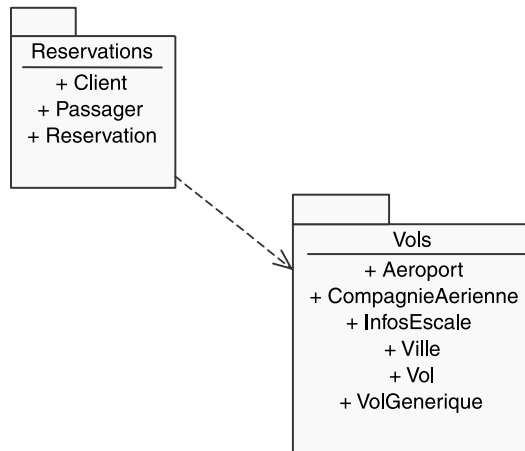 Reservations
+ Client
+ Passager
+ Reservation
Vols
+ Aeroport
+ CompagnieAerienne
+ InfosEscale
+ Ville
+ Vol
+ VolGenerique